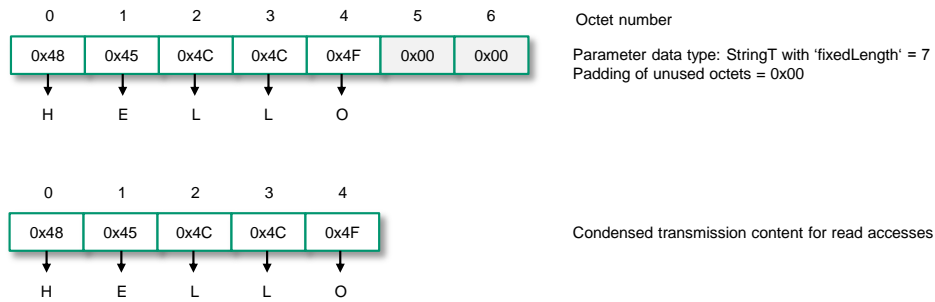 0 1 2 3 4 5 6 Octet number
0x48 0x45 0x4C 0x4C 0x4F 0x00 0x00 Parameter data type: StringT with ‘fixedLength‘ = 7
Padding of unused octets = 0x00
H E L L O
0 1 2 3 4
0x48 0x45 0x4C 0x4C 0x4F Condensed transmission content for read accesses
H E L L O